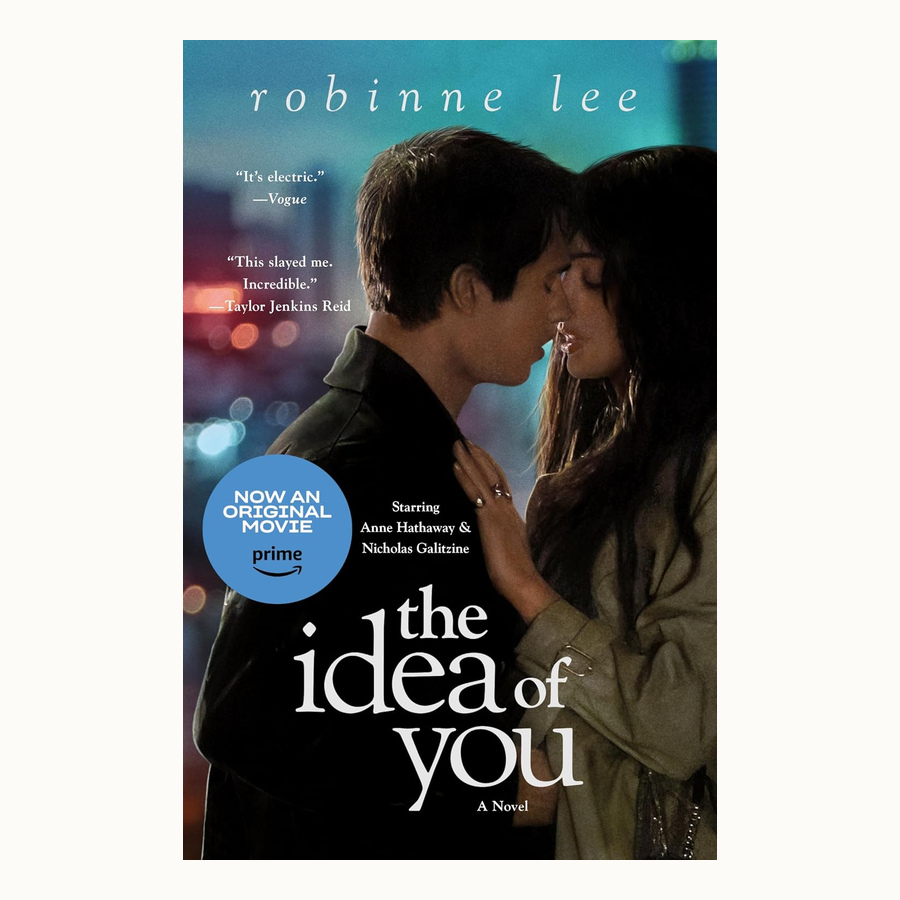 robinne lee
“It’s electric.”
—Vogue
“This slayed me.
Incredible.”
—Taylor Jenkins Reid
NOW AN
ORIGINAL
MOVIE
prime
Starring
Anne Hathaway &
Nicholas Galitzine
the
idea of
you
A Novel